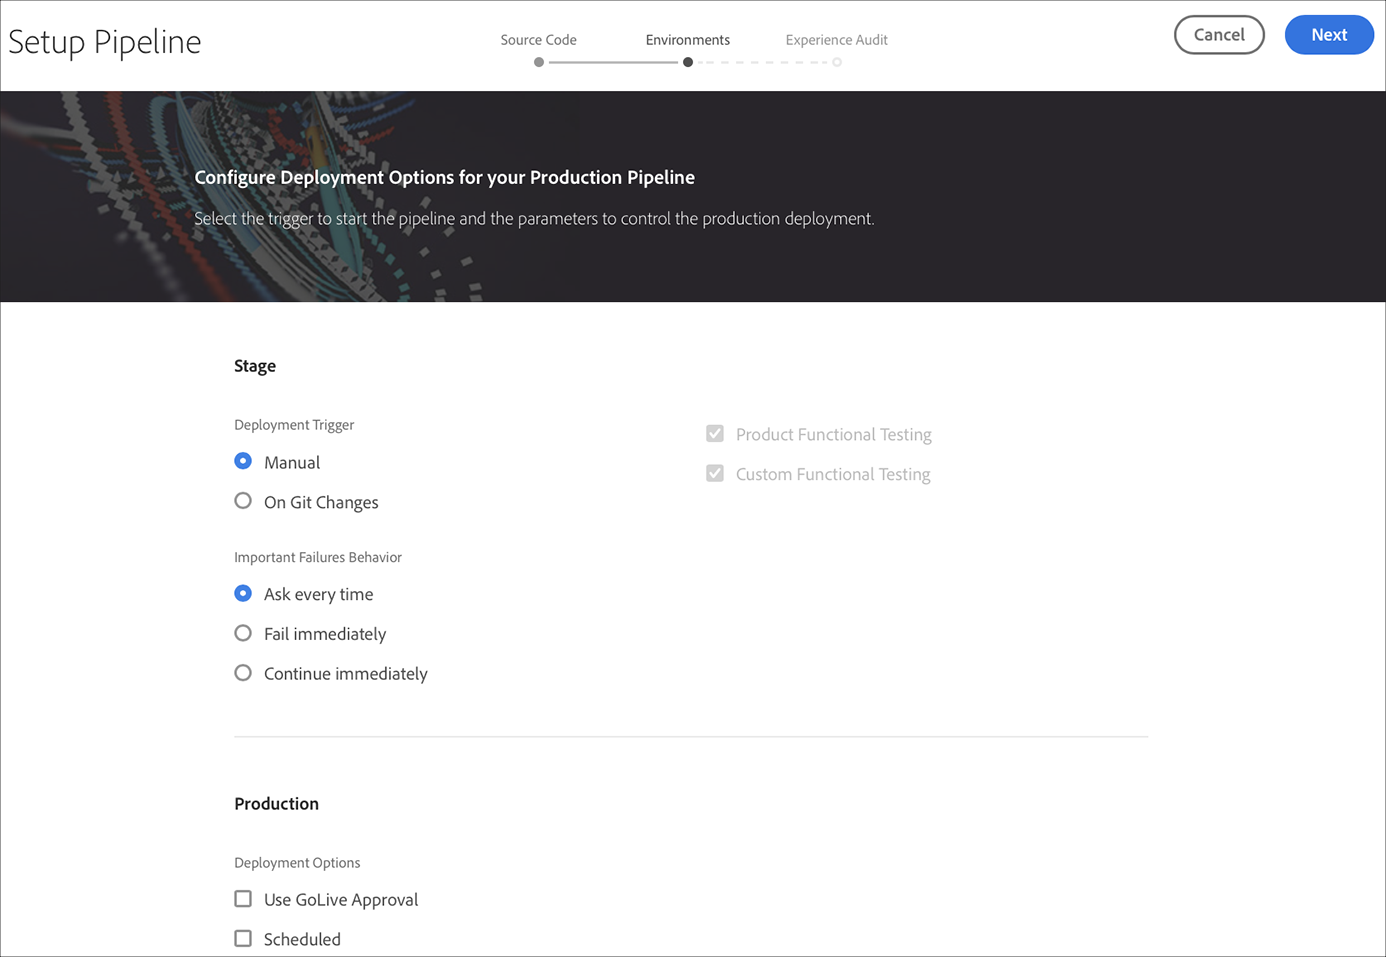 Setup Pipeline
Source Code
Environments
Experience Audit
Cancel
Next
Configure Deployment Options for your Production Pipeline
Select the trigger to start the pipeline and the parameters to control the production deployment.
Stage
Deployment Trigger
Manual
On Git Changes
Product Functional Testing
Custom Functional Testing
Important Failures Behavior
Ask every time
Fail immediately
Continue immediately
Production
Deployment Options
Use GoLive Approval
Scheduled